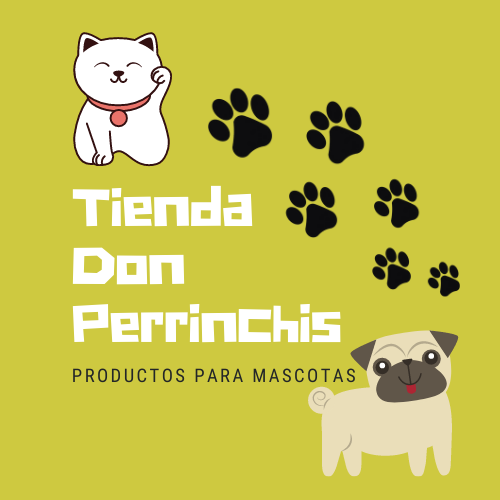 Tienda
Don
PerrinChis
PRODUCTOS PARA MASCOTAS